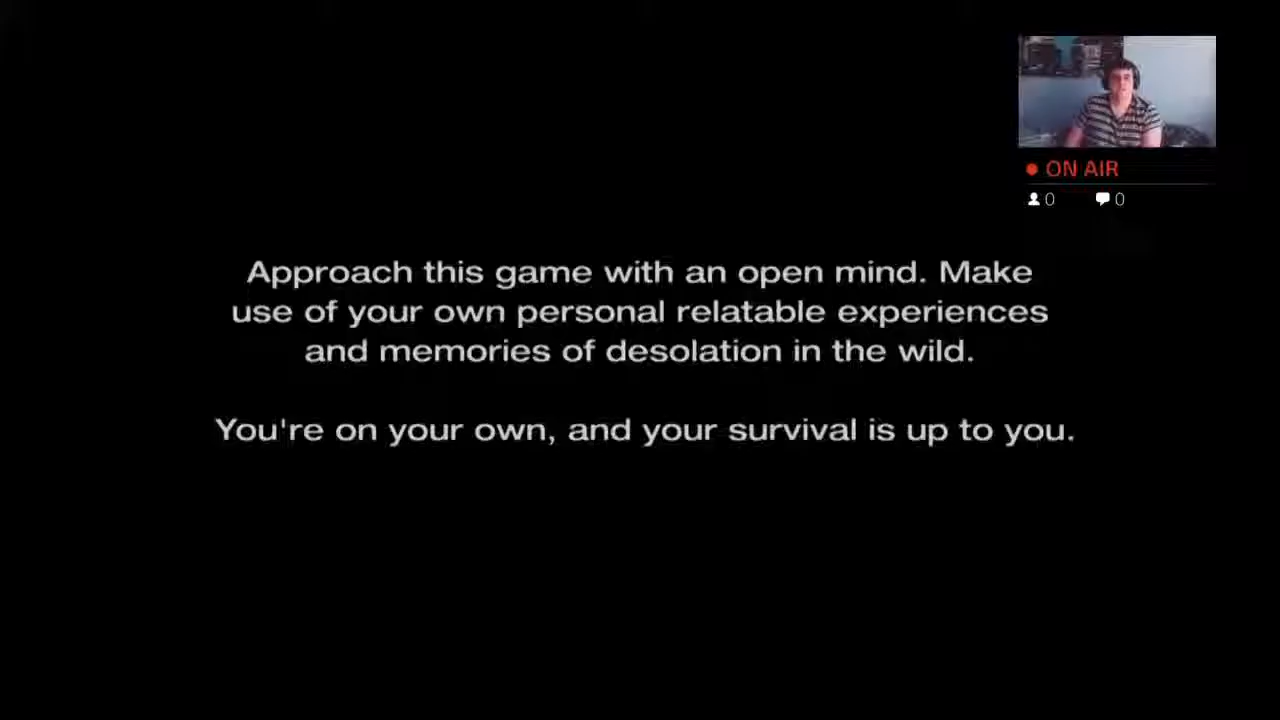 ON AIR
0 0
Approach this game with an open mind. Make
use of your own personal relatable experiences
and memories of desolation in the wild.
You're on your own, and your survival is up to you.